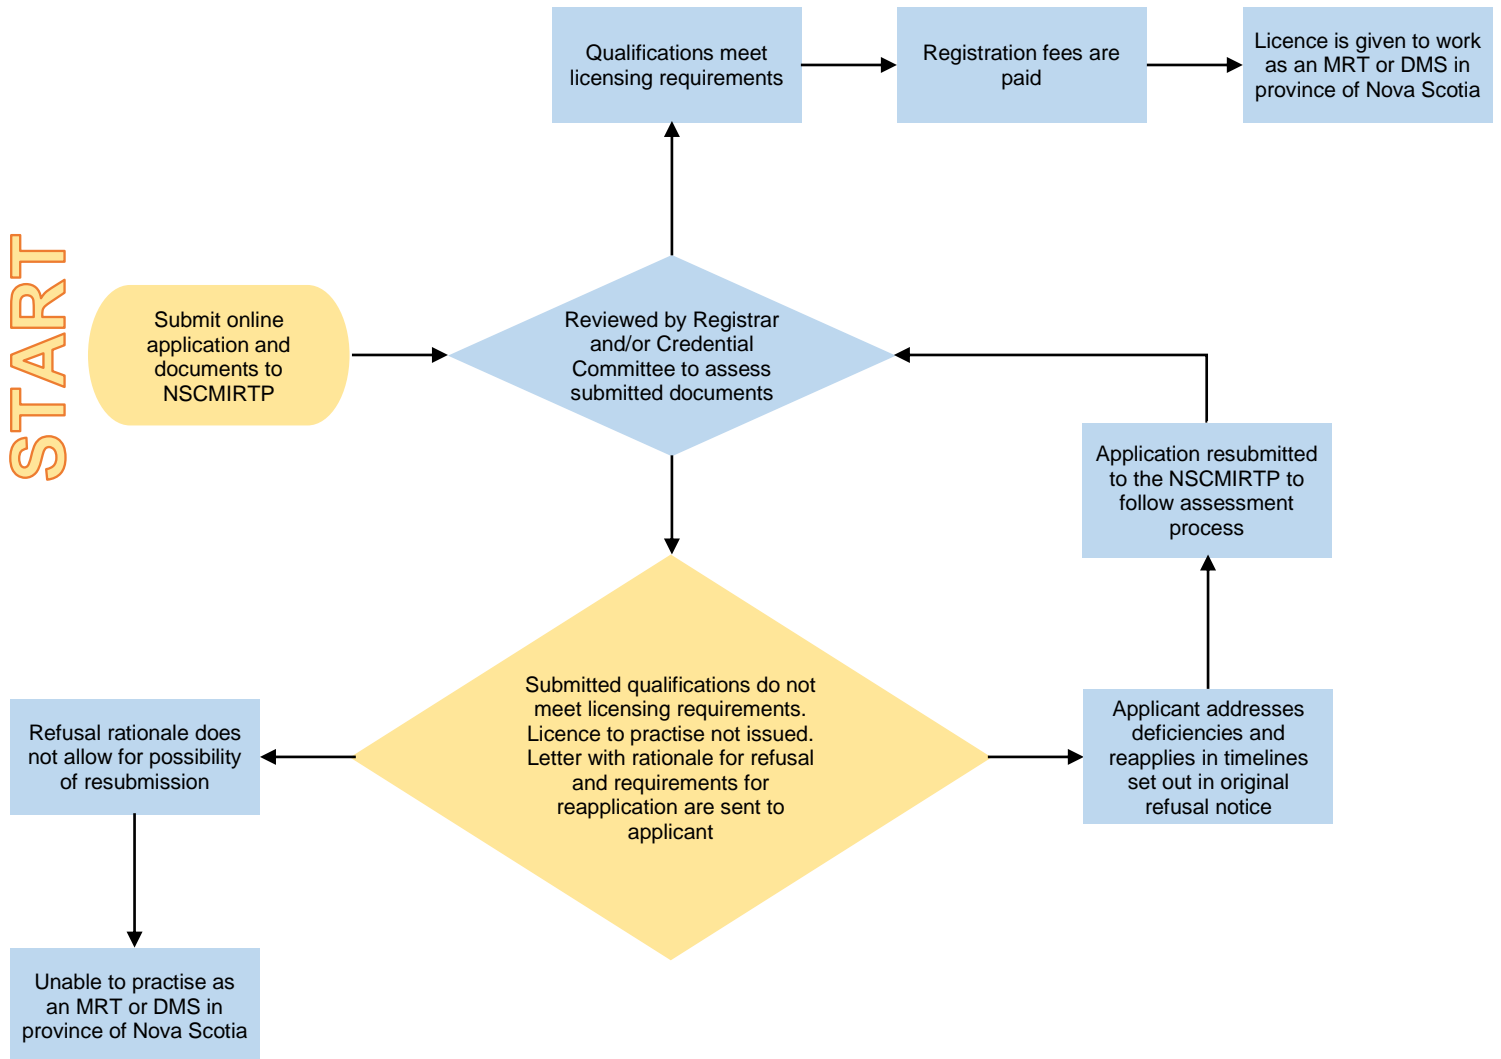 START
Submit online
application and
documents to
NSCMIRTP
Reviewed by Registrar
and/or Credential
Committee to assess
submitted documents
Qualifications meet
licensing requirements
Registration fees are
paid
Licence is given to work
as an MRT or DMS in
province of Nova Scotia
Submitted qualifications do not
meet licensing requirements.
Licence to practise not issued.
Letter with rationale for refusal
and requirements for
reapplication are sent to
applicant
Refusal rationale does
not allow for possibility
of resubmission
Unable to practise as
an MRT or DMS in
province of Nova Scotia
Applicant addresses
deficiencies and
reapplies in timelines
set out in original
refusal notice
Application resubmitted
to the NSCMIRTP to
follow assessment
process